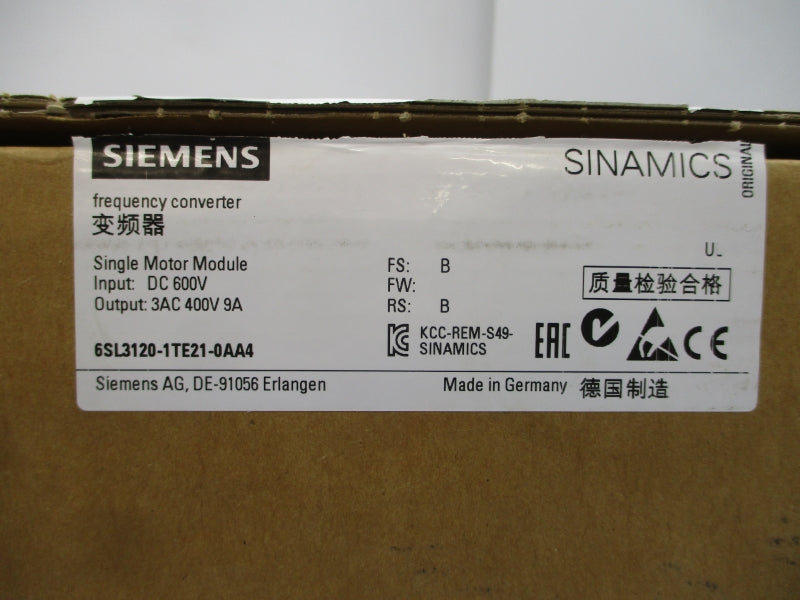 SIEMENS
SINAMICS
ORIGINAL
frequency converter
变频器
Single Motor Module
Input: DC 600V
Output: 3AC 400V 9A
FS: B
FW:
RS: B
质量检验合格
6SL3120-1TE21-0AA4
KCC-REM-S49-
SINAMICS
EAC
CE
Siemens AG, DE-91056 Erlangen
Made in Germany 德国制造